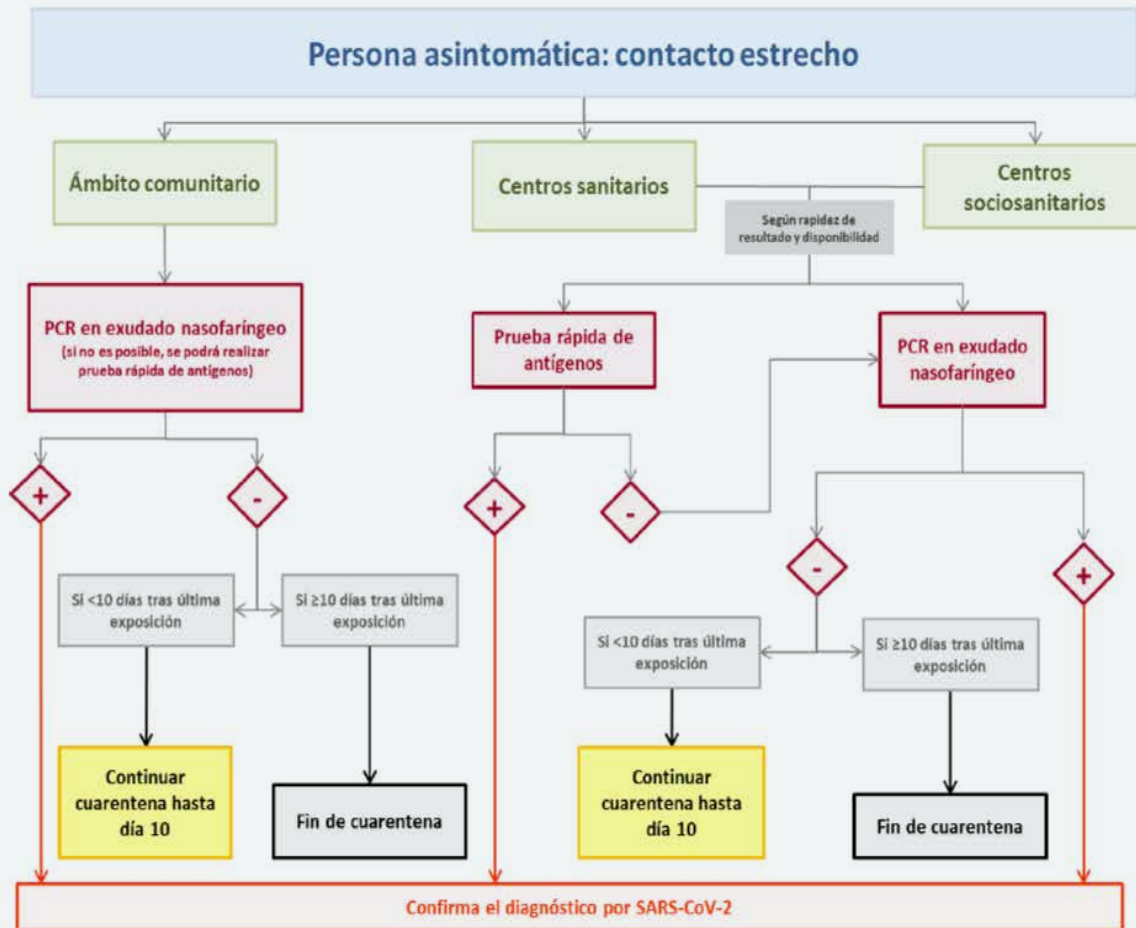 Persona asintomática: contacto estrecho
Ámbito comunitario
Centros sanitarios
Centros
sociosanitarios
Según rapidez de
resultado y disponibilidad
PCR en exudado nasofaríngeo
(si no es posible, se podrá realizar
prueba rápida de antígenos)
Prueba rápida de
antígenos
PCR en exudado
nasofaríngeo
+
-
+
-
-
+
Si <10 días tras última
exposición
Si ≥10 días tras última
exposición
Si <10 días tras última
exposición
Si ≥10 días tras última
exposición
Continuar
cuarentena hasta
día 10
Fin de cuarentena
Continuar
cuarentena hasta
día 10
Fin de cuarentena
Confirma el diagnóstico por SARS-CoV-2